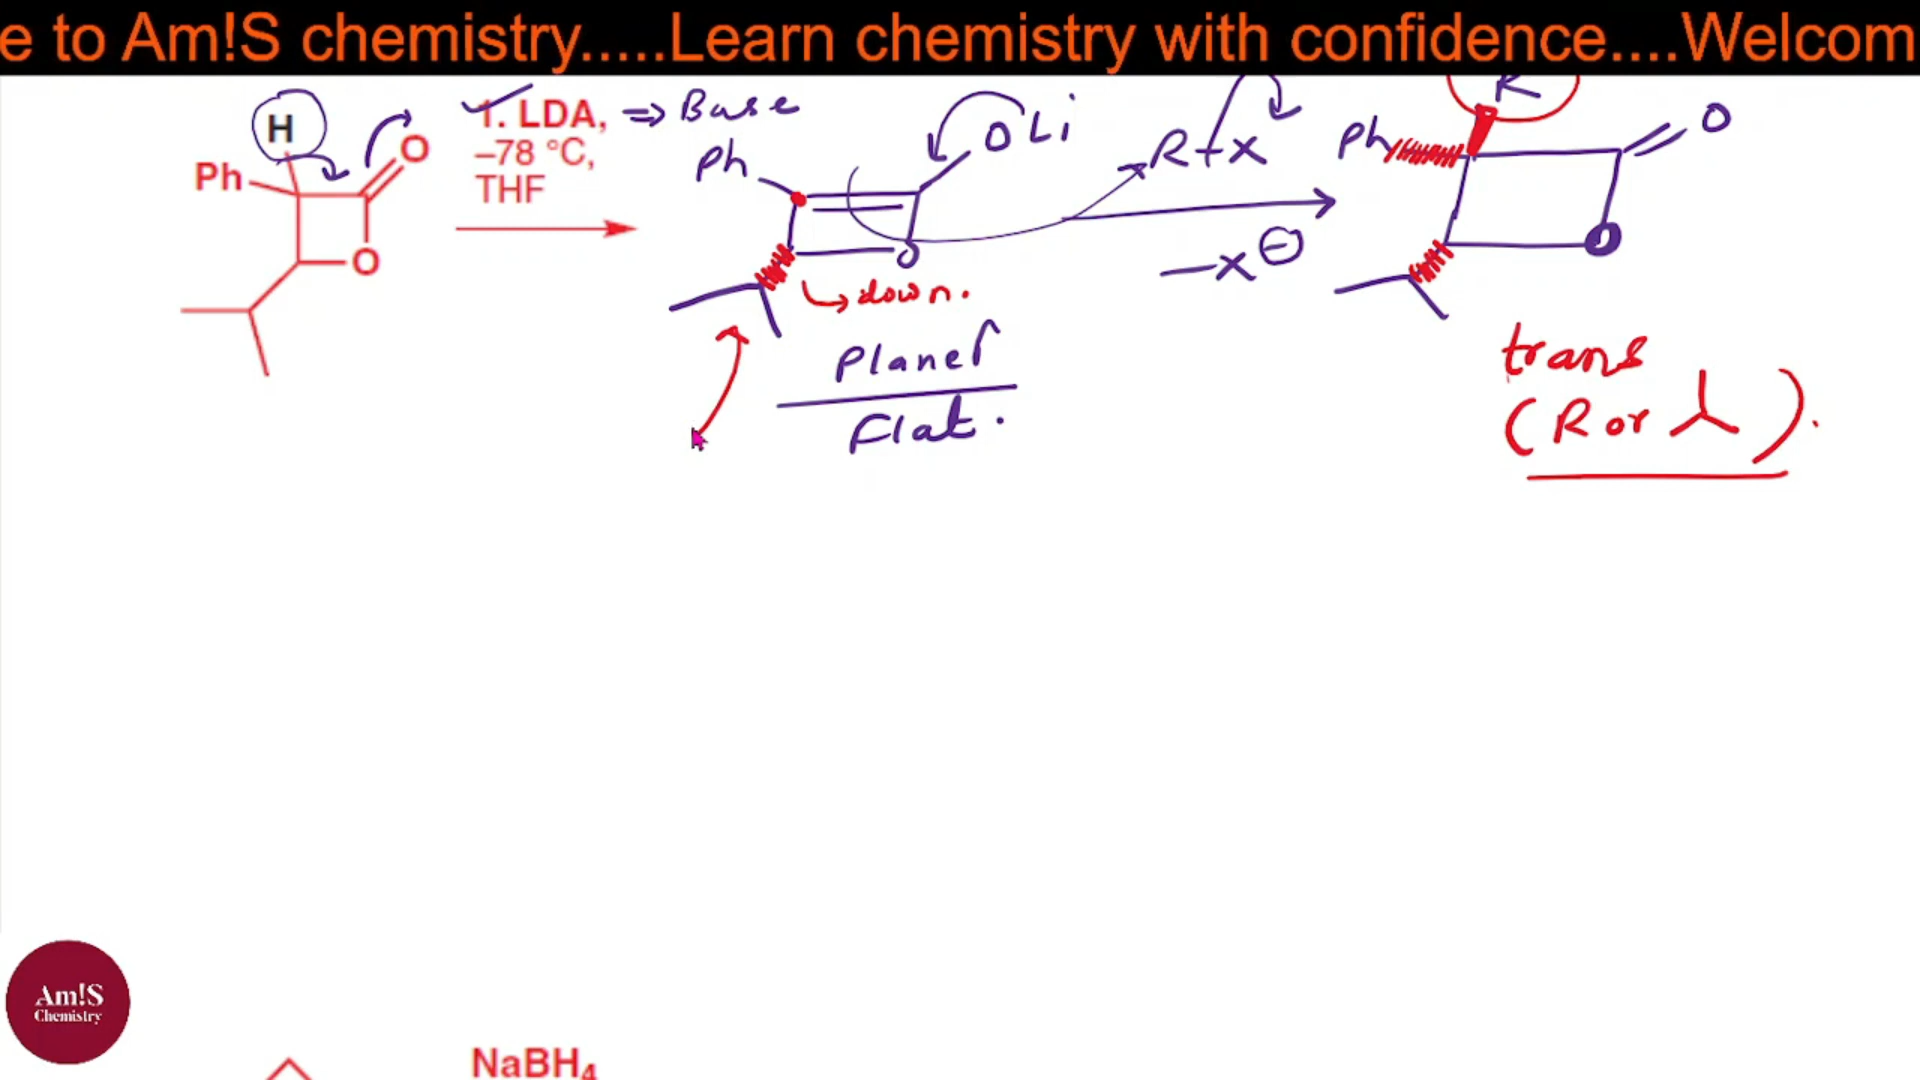 e to Am!S chemistry.....Learn chemistry with confidence....Welcom
H
Ph
O
O
1. LDA, ⇒ Base
–78 °C,
THF
Ph
OLi
O
down.
Planer
Flat.
R-X
-X⊖
R
Ph
O
O
trans
(R or ).
Am!S
Chemistry
NaBH4